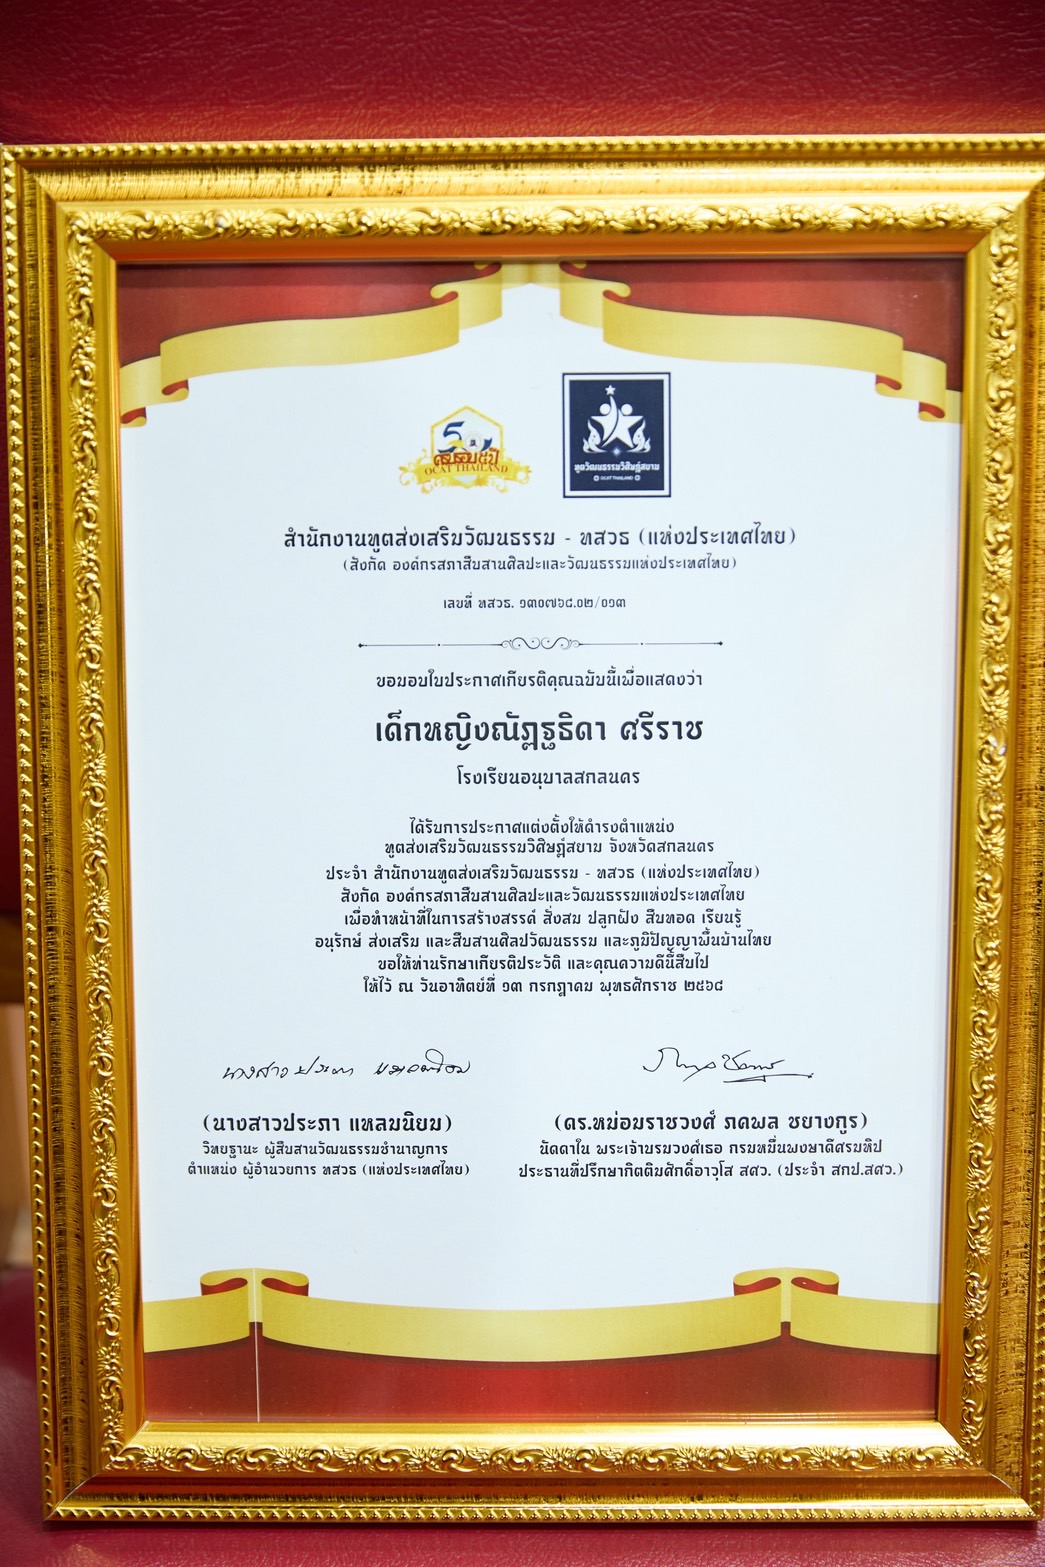 50
สมอ๕ปี
OCAT THAILAND
ทูตวัฒนธรรมวิศิษฏ์สยาม
OCAT THAILAND
สำนักงานทูตส่งเสริมวัฒนธรรม - ทสวธ (แห่งประเทศไทย)
(สังกัด องค์กรสภาสืบสานศิลปะและวัฒนธรรมแห่งประเทศไทย)
เลขที่ ทสวธ. ๑๓๐๗๖๘.๐๒/๐๑๓
ขอมอบใบประกาศเกียรติคุณฉบับนี้เพื่อแสดงว่า
เด็กหญิงณัฏฐธิดา ศรีราช
โรงเรียนอนุบาลสกลนคร
ได้รับการประกาศแต่งตั้งให้ดำรงตำแหน่ง
ทูตส่งเสริมวัฒนธรรมวิศิษฏ์สยาม จังหวัดสกลนคร
ประจำ สำนักงานทูตส่งเสริมวัฒนธรรม - ทสวธ (แห่งประเทศไทย)
สังกัด องค์กรสภาสืบสานศิลปะและวัฒนธรรมแห่งประเทศไทย
เพื่อทำหน้าที่ในการสร้างสรรค์ สั่งสม ปลูกฝัง สืบทอด เรียนรู้
อนุรักษ์ ส่งเสริม และสืบสานศิลปวัฒนธรรม และภูมิปัญญาพื้นบ้านไทย
ขอให้ท่านรักษาเกียรติประวัติ และคุณความดีนี้สืบไป
ให้ไว้ ณ วันอาทิตย์ที่ ๑๓ กรกฎาคม พุทธศักราช ๒๕๖๘
(นางสาวประภา แหลมนิยม)
วิทยฐานะ ผู้สืบสานวัฒนธรรมชำนาญการ
ตำแหน่ง ผู้อำนวยการ ทสวธ (แห่งประเทศไทย)
(ดร.หม่อมราชวงศ์ ภดพล ชยางกูร)
นัดดาใน พระเจ้าบรมวงศ์เธอ กรมหมื่นพงษาดิศรมหิป
ประธานที่ปรึกษากิตติมศักดิ์อาวุโส สศว. (ประจำ สกป.สศว.)